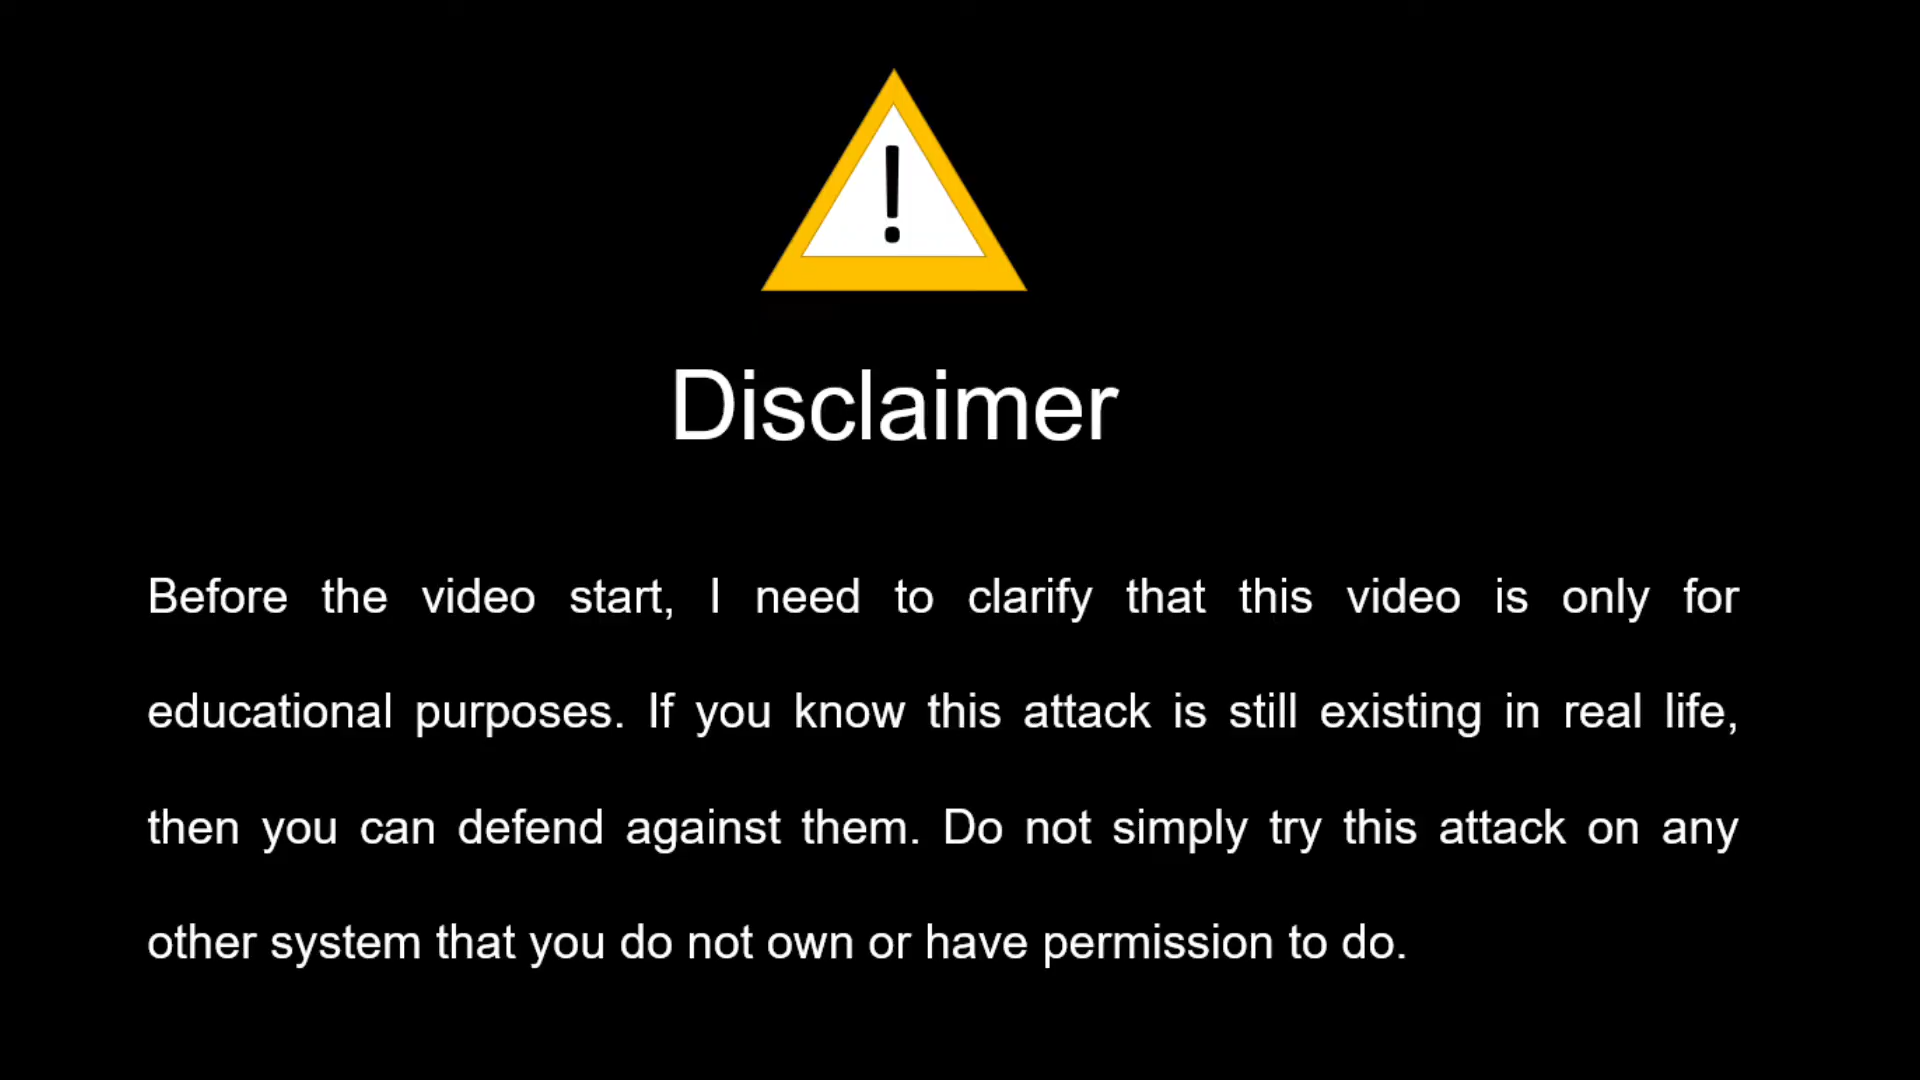 !
Disclaimer
Before the video start, I need to clarify that this video is only for
educational purposes. If you know this attack is still existing in real life,
then you can defend against them. Do not simply try this attack on any
other system that you do not own or have permission to do.